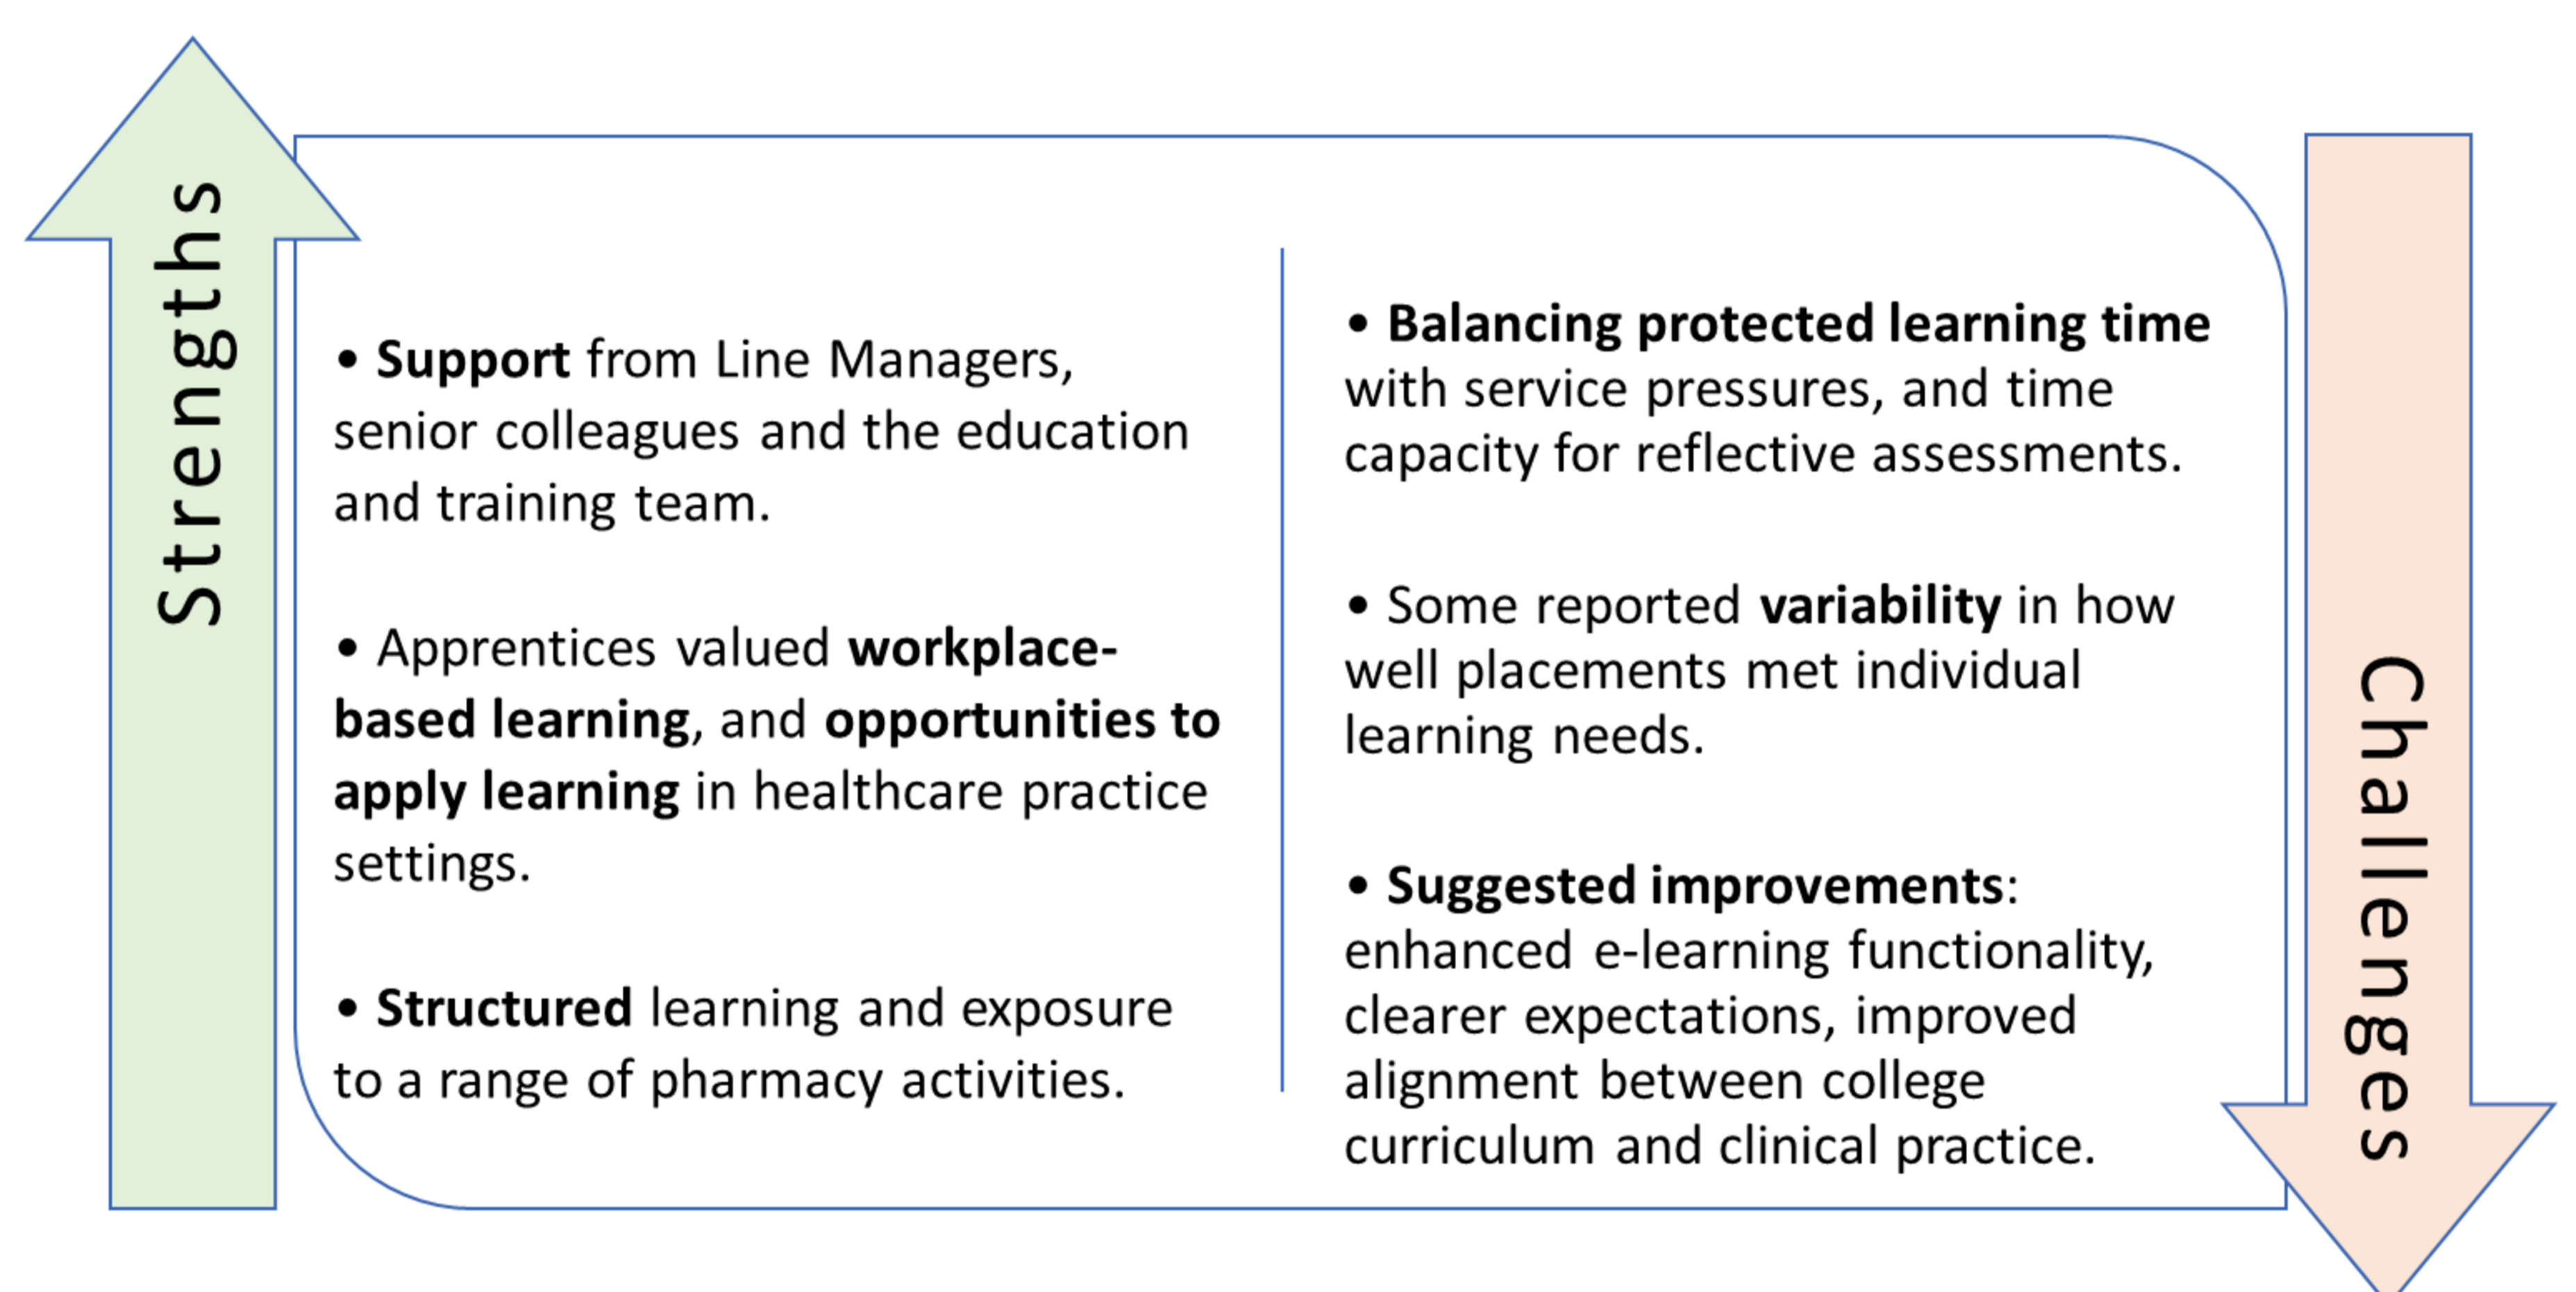 Strengths
• Support from Line Managers,
senior colleagues and the education
and training team.
• Apprentices valued workplace-
based learning, and opportunities to
apply learning in healthcare practice
settings.
• Structured learning and exposure
to a range of pharmacy activities.
• Balancing protected learning time
with service pressures, and time
capacity for reflective assessments.
• Some reported variability in how
well placements met individual
learning needs.
• Suggested improvements:
enhanced e-learning functionality,
clearer expectations, improved
alignment between college
curriculum and clinical practice.
Challenges